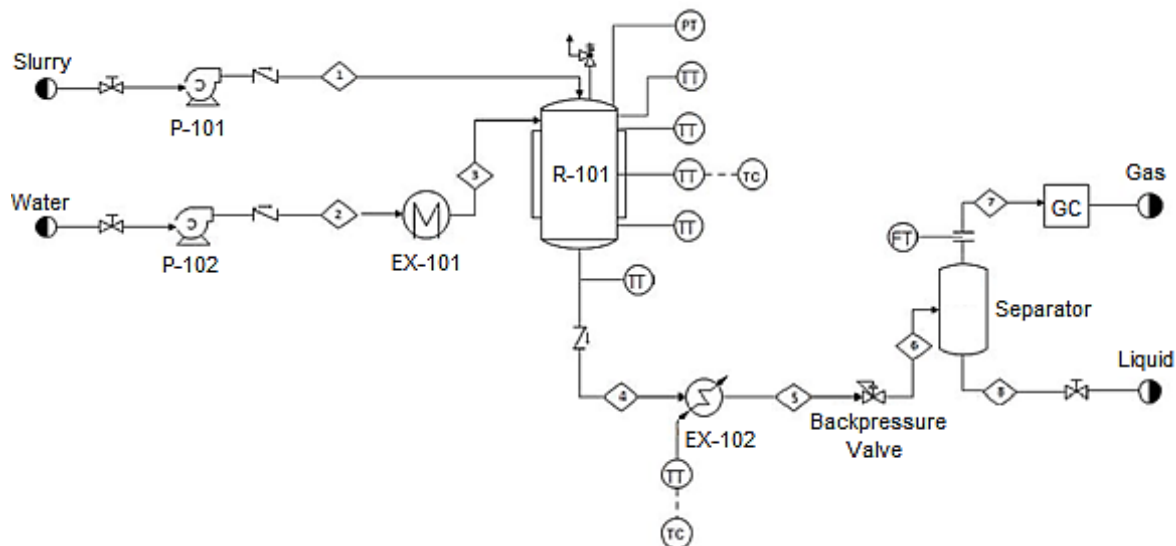 PT
Slurry
1
TT
C
P-101
TT
R-101
Gas
3
TT
TC
7
GC
Water
2
TT
FT
P-102
EX-101
TT
Separator
6
Liquid
4
5
8
EX-102
Backpressure
Valve
TT
TC